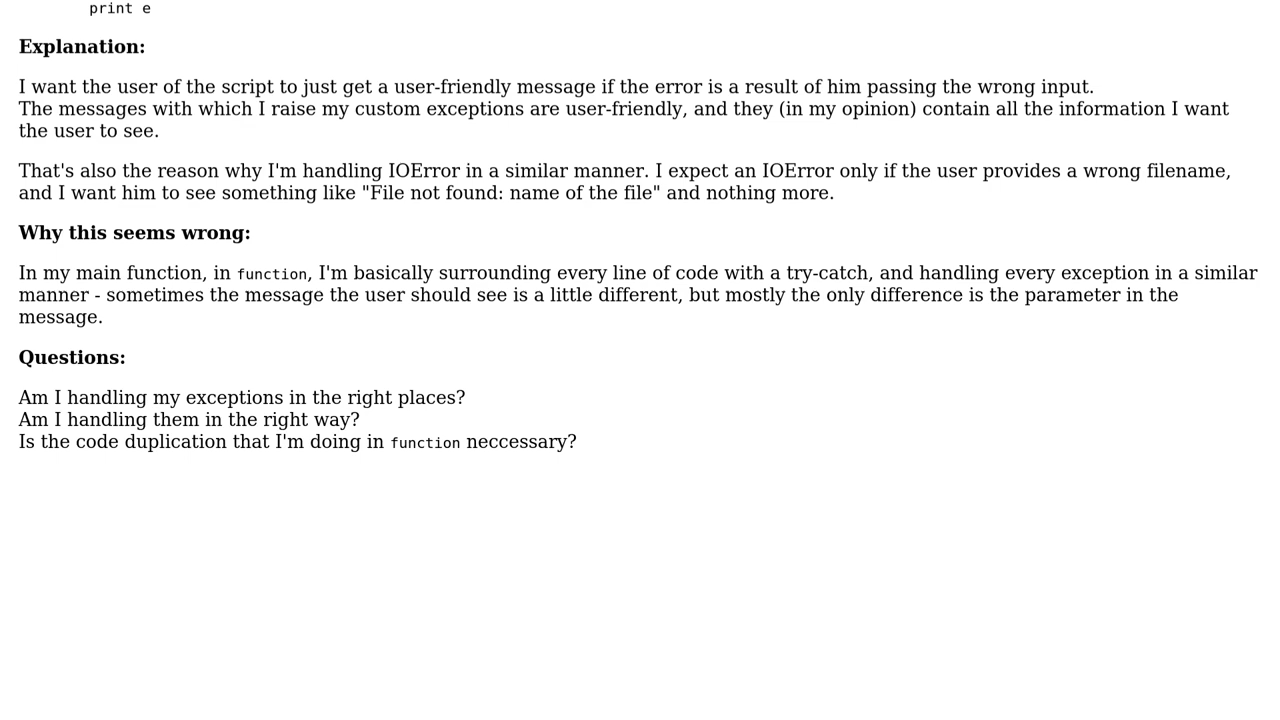 print e
Explanation:
I want the user of the script to just get a user-friendly message if the error is a result of him passing the wrong input.
The messages with which I raise my custom exceptions are user-friendly, and they (in my opinion) contain all the information I want
the user to see.
That's also the reason why I'm handling IOError in a similar manner. I expect an IOError only if the user provides a wrong filename,
and I want him to see something like "File not found: name of the file" and nothing more.
Why this seems wrong:
In my main function, in function, I'm basically surrounding every line of code with a try-catch, and handling every exception in a similar
manner - sometimes the message the user should see is a little different, but mostly the only difference is the parameter in the
message.
Questions:
Am I handling my exceptions in the right places?
Am I handling them in the right way?
Is the code duplication that I'm doing in function neccessary?